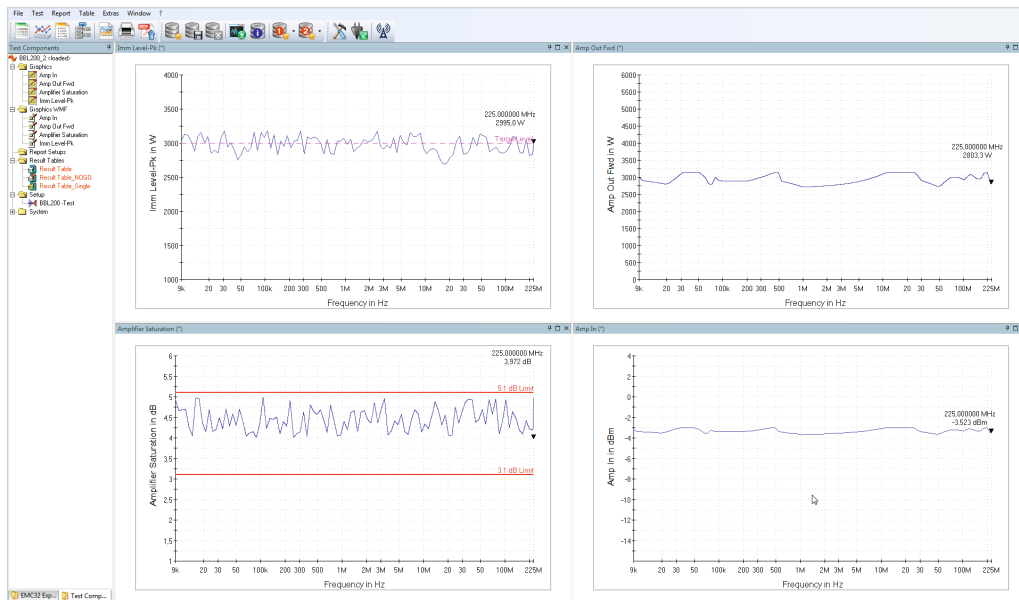 File Test Report Table Extras Window ?
Test Components
BBL200_2 (loaded)
Graphics
Amp In
Amp Out Fwd
Amplifier Saturation
Imm Level-Pk
Graphics WMF
Amp In
Amp Out Fwd
Amplifier Saturation
Imm Level-Pk
Report Setups
Result Tables
Result Table
Result Table_NOGO
Result Table_Single
Setup
BBL200 -Test
System
EMC32 Exp...
Test Comp...
Imm Level-Pk (*)
Imm Level-Pk in W
4000
3500
3000
2500
2000
1500
1000
225,000000 MHz
2995,0 W
Target Level
9k 20 30 50 100k 200 300 500 1M 2M 3M 5M 10M 20 30 50 100M 225M
Frequency in Hz
Amp Out Fwd (*)
Amp Out Fwd in W
6000
5500
5000
4500
4000
3500
3000
2500
2000
1500
1000
500
0
225,000000 MHz
2803,3 W
9k 20 30 50 100k 200 300 500 1M 2M 3M 5M 10M 20 30 50 100M 225M
Frequency in Hz
Amplifier Saturation (*)
Amplifier Saturation in dB
6
5,5
5
4,5
4
3,5
3
2,5
2
1,5
1
225,000000 MHz
3,972 dB
5.1 dB Limit
3.1 dB Limit
9k 20 30 50 100k 200 300 500 1M 2M 3M 5M 10M 20 30 50 100M 225M
Frequency in Hz
Amp In (*)
Amp In in dBm
4
2
0
-2
-4
-6
-8
-10
-12
-14
225,000000 MHz
-3,523 dBm
9k 20 30 50 100k 200 300 500 1M 2M 3M 5M 10M 20 30 50 100M 225M
Frequency in Hz